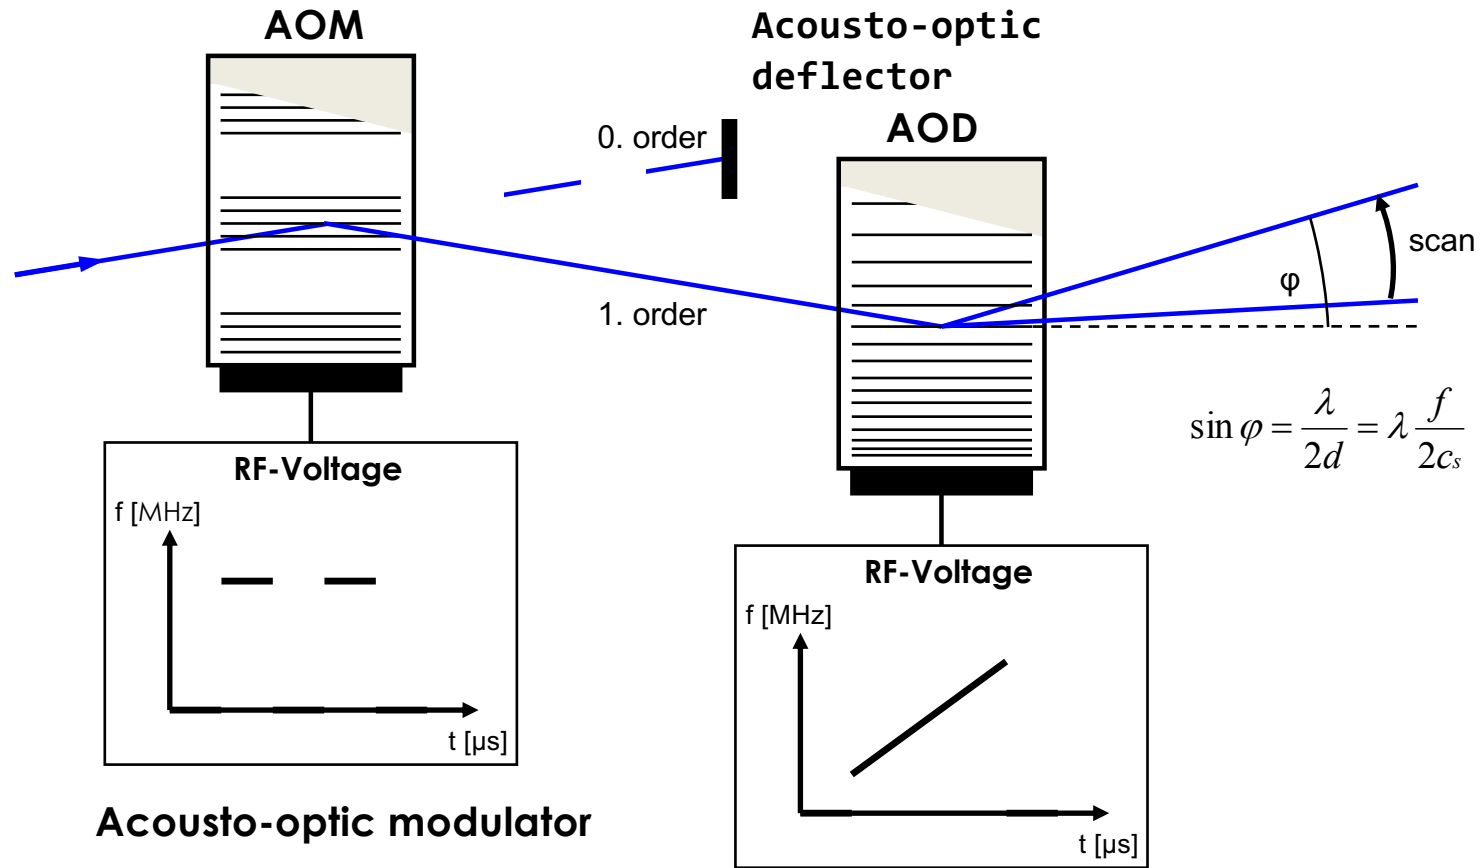 AOM
Acousto-optic
deflector
AOD
0. order
1. order
scan
φ
sin φ = λ/2d = λ f/2cₛ
RF-Voltage
f [MHz]
t [µs]
RF-Voltage
f [MHz]
t [µs]
Acousto-optic modulator